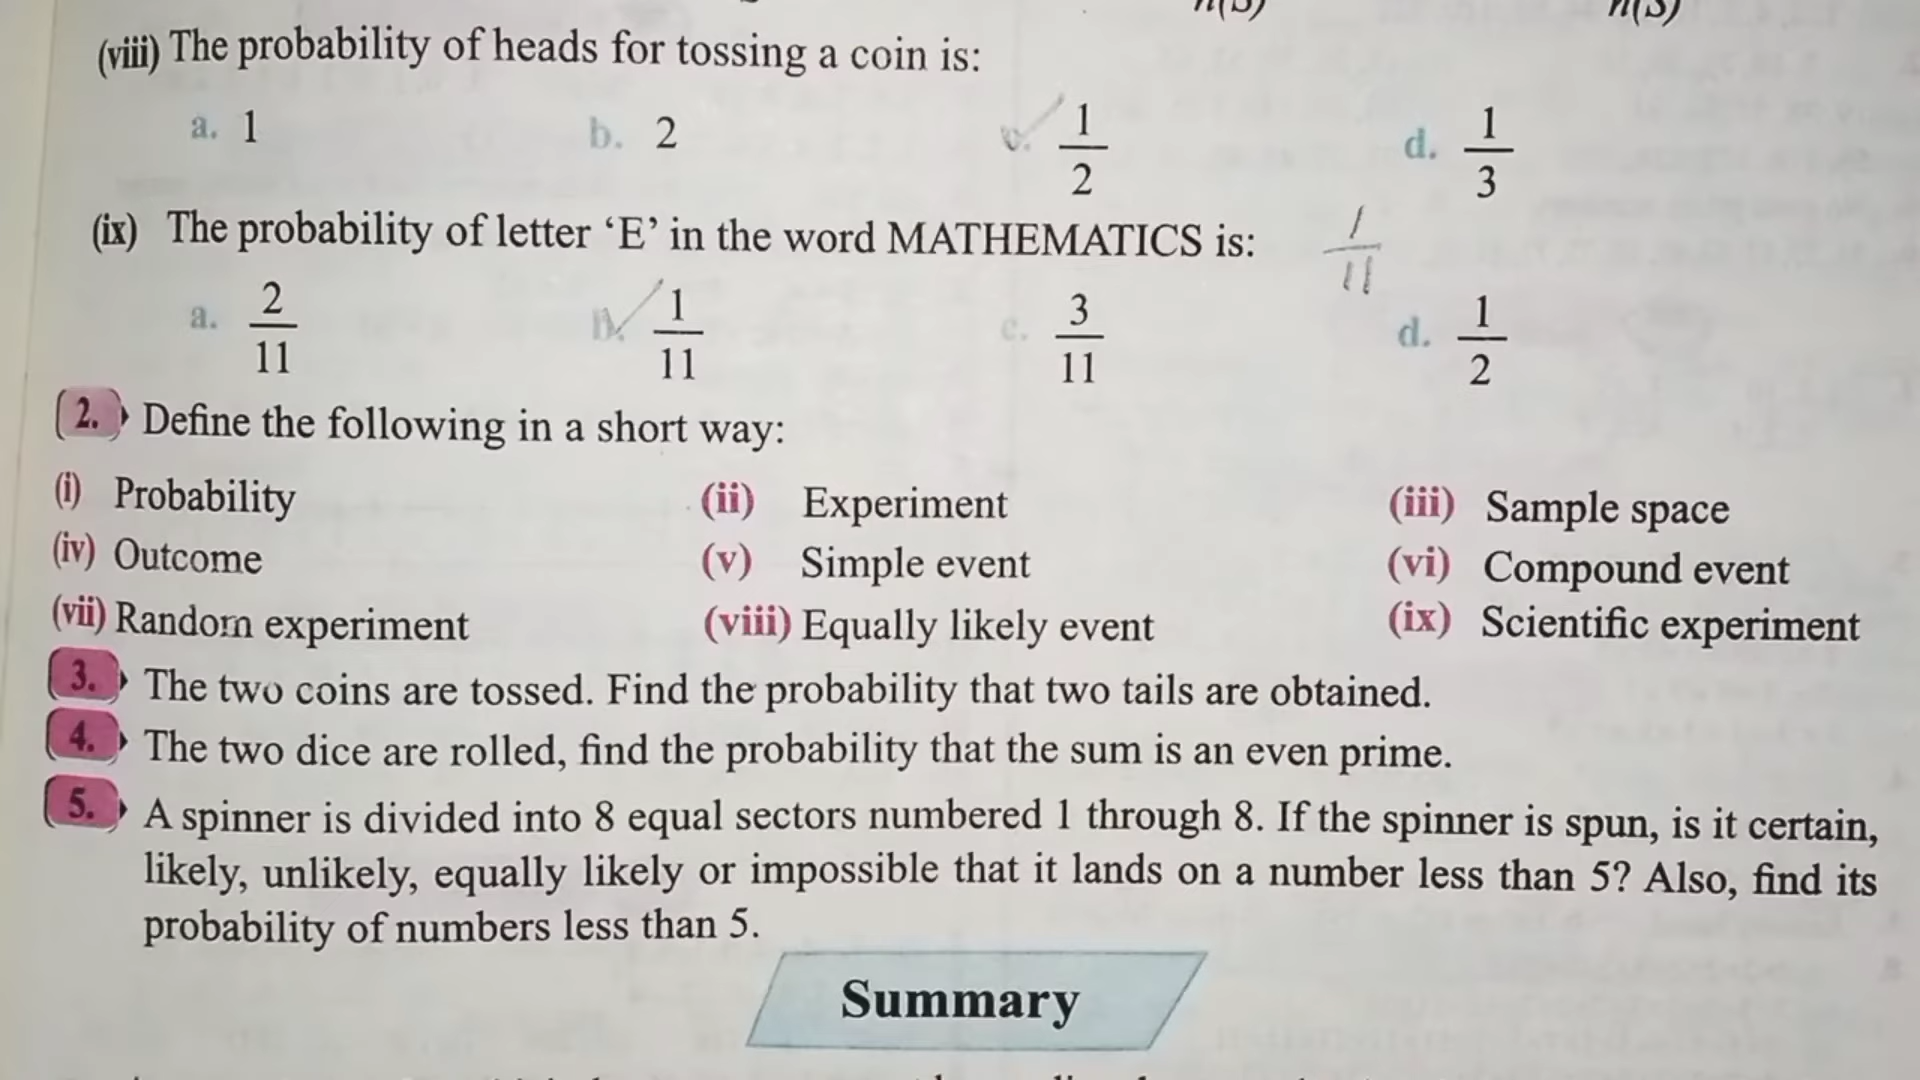 n(S) n(S)
(viii) The probability of heads for tossing a coin is:
a. 1 b. 2 c. 1/2 d. 1/3
(ix) The probability of letter ‘E’ in the word MATHEMATICS is: 1/11
a. 2/11 b. 1/11 c. 3/11 d. 1/2
2. Define the following in a short way:
(i) Probability (ii) Experiment (iii) Sample space
(iv) Outcome (v) Simple event (vi) Compound event
(vii) Random experiment (viii) Equally likely event (ix) Scientific experiment
3. The two coins are tossed. Find the probability that two tails are obtained.
4. The two dice are rolled, find the probability that the sum is an even prime.
5. A spinner is divided into 8 equal sectors numbered 1 through 8. If the spinner is spun, is it certain,
likely, unlikely, equally likely or impossible that it lands on a number less than 5? Also, find its
probability of numbers less than 5.
Summary